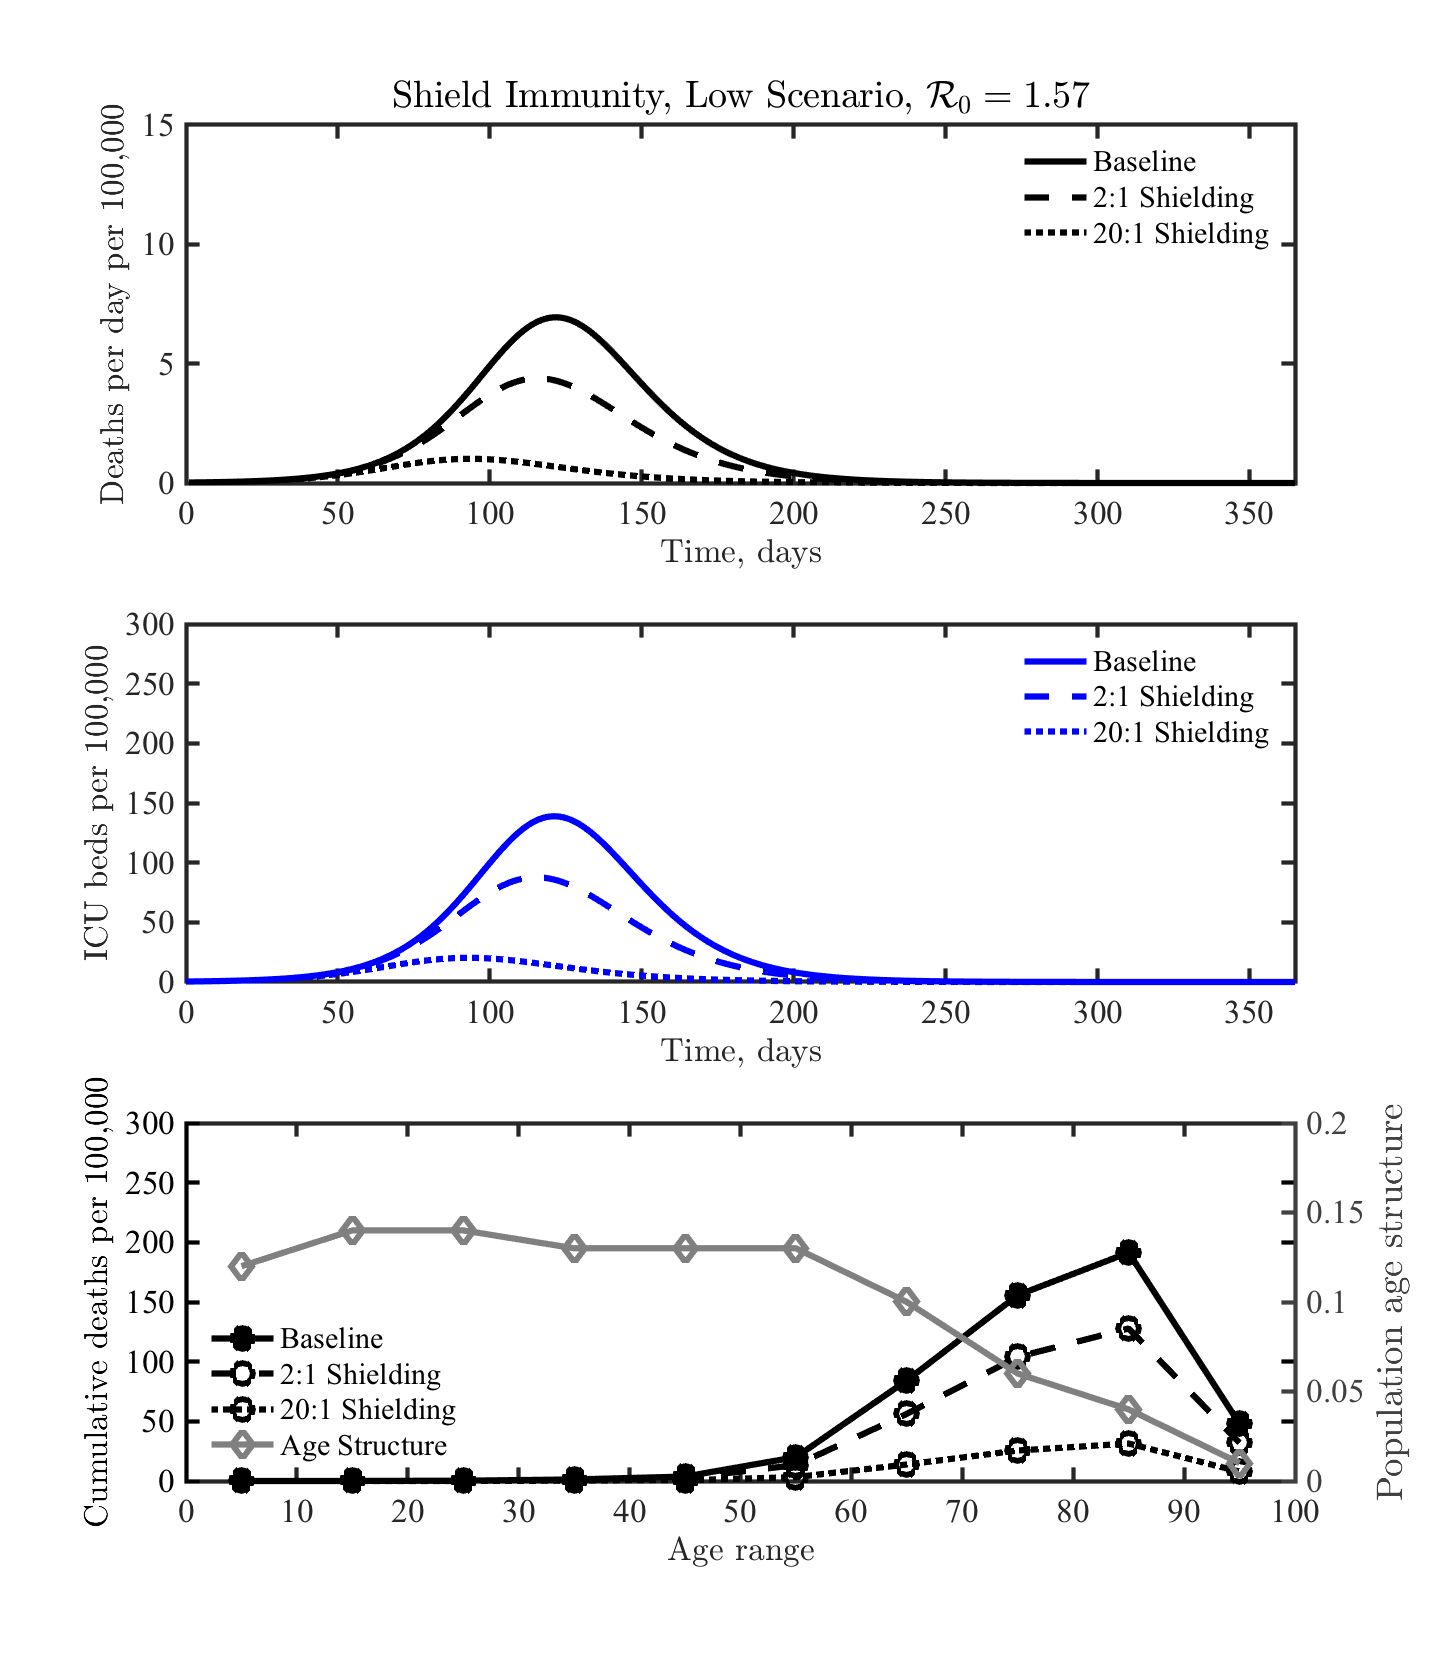 Shield Immunity, Low Scenario, ℛ₀ = 1.57
Deaths per day per 100,000
15
10
5
0
Baseline
2:1 Shielding
20:1 Shielding
0 50 100 150 200 250 300 350
Time, days
ICU beds per 100,000
300
250
200
150
100
50
0
Baseline
2:1 Shielding
20:1 Shielding
0 50 100 150 200 250 300 350
Time, days
Cumulative deaths per 100,000
300
250
200
150
100
50
0
Baseline
2:1 Shielding
20:1 Shielding
Age Structure
0.2
0.15
0.1
0.05
0
Population age structure
0 10 20 30 40 50 60 70 80 90 100
Age range